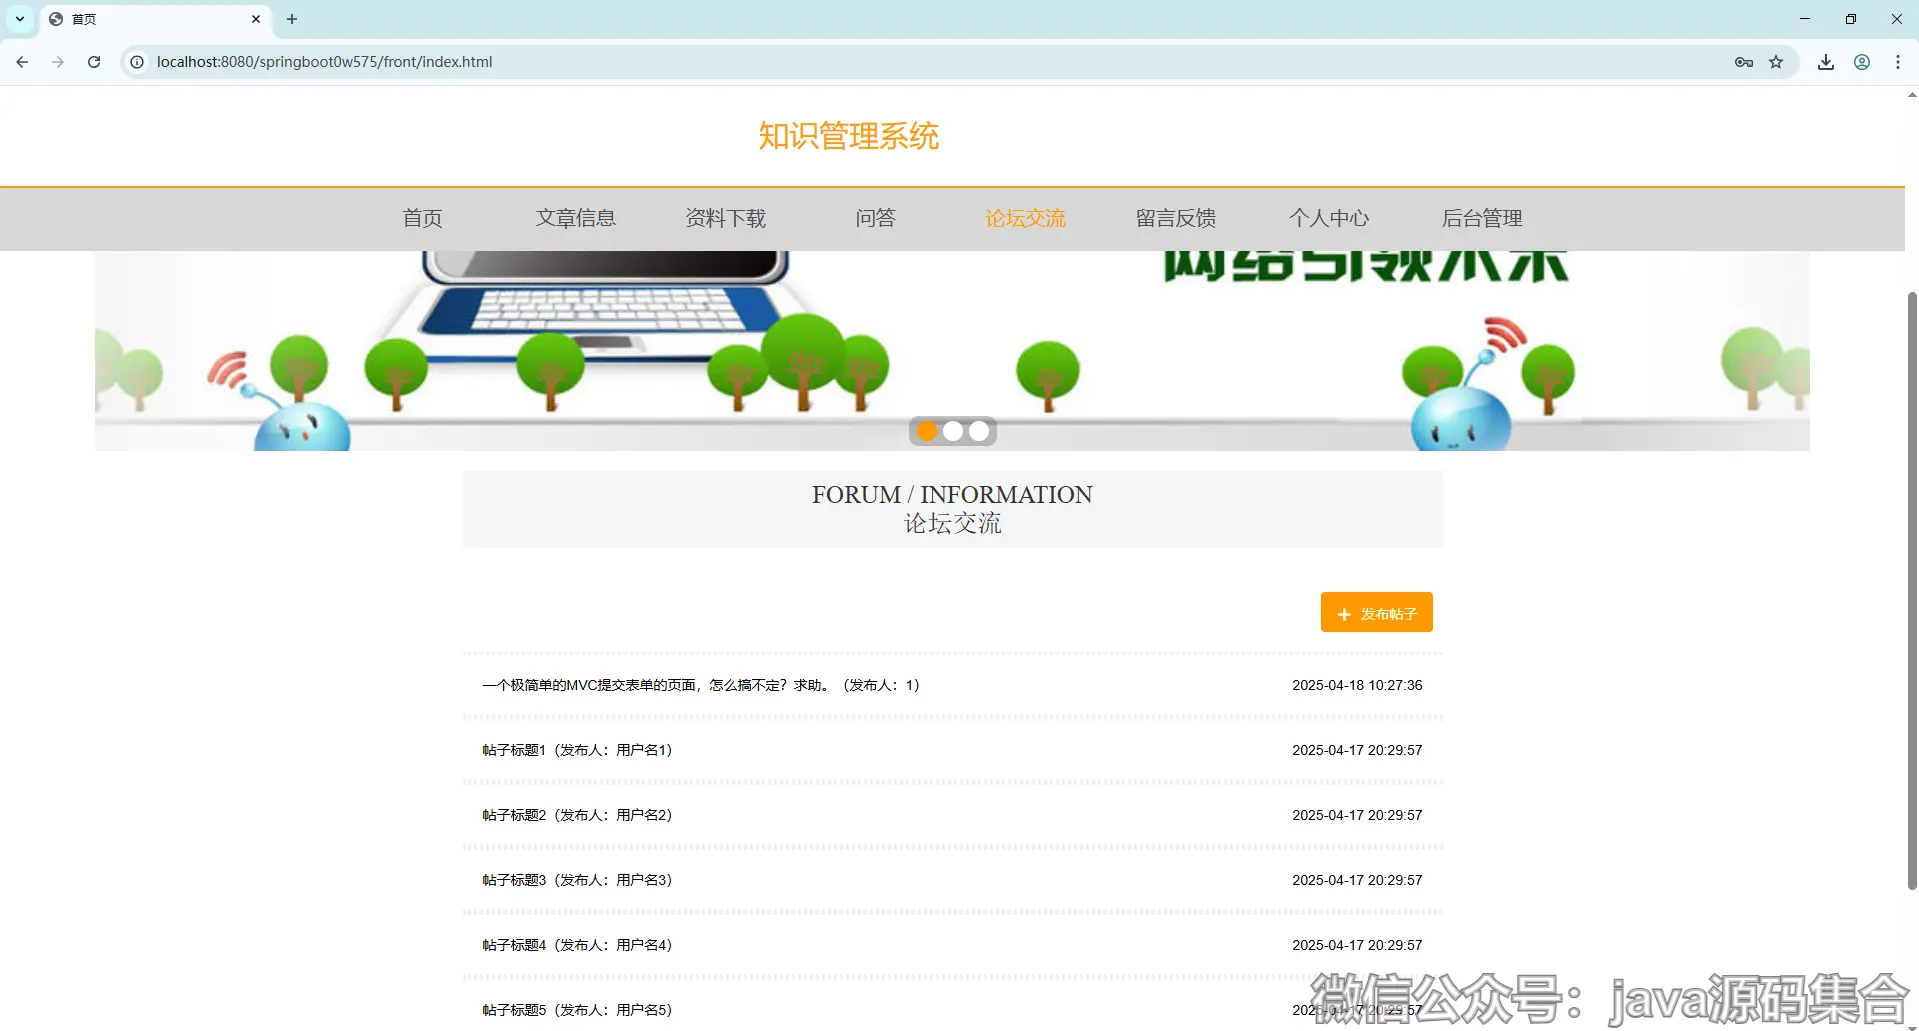 首页
localhost:8080/springboot0w575/front/index.html
知识管理系统
首页 文章信息 资料下载 问答 论坛交流 留言反馈 个人中心 后台管理
网络引领未来
FORUM / INFORMATION
论坛交流
+ 发布帖子
一个极简单的MVC提交表单的页面，怎么搞不定？求助。（发布人：1） 2025-04-18 10:27:36
帖子标题1（发布人：用户名1） 2025-04-17 20:29:57
帖子标题2（发布人：用户名2） 2025-04-17 20:29:57
帖子标题3（发布人：用户名3） 2025-04-17 20:29:57
帖子标题4（发布人：用户名4） 2025-04-17 20:29:57
帖子标题5（发布人：用户名5） 2025-04-17 20:29:57
微信公众号：java源码集合